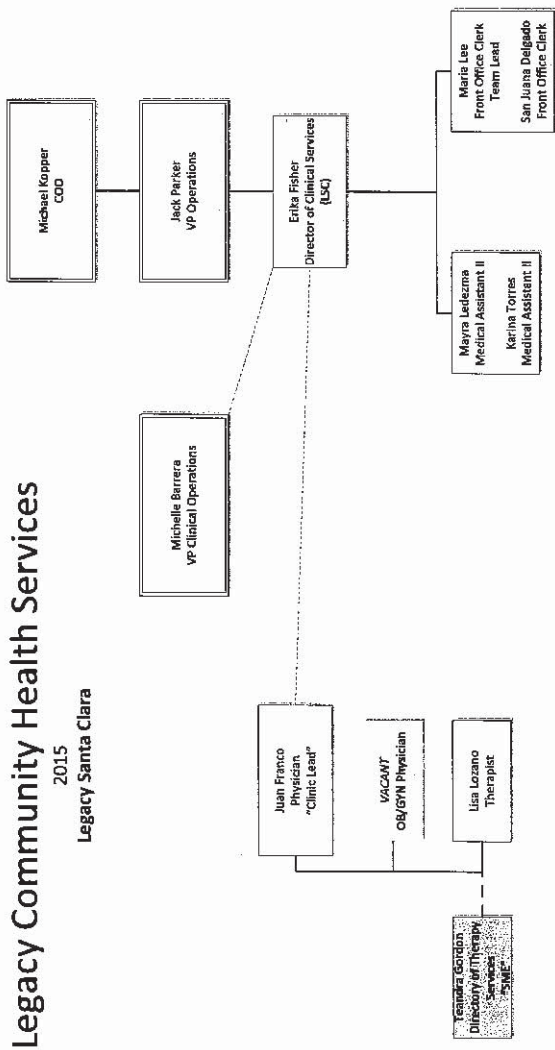 Legacy Community Health Services
2015
Legacy Santa Clara
Michael Kopper
COO
Jack Parker
VP Operations
Michelle Barrera
VP Clinical Operations
Erika Fisher
Director of Clinical Services
(LSC)
Juan Franco
Physician
"Clinic Lead"
VACANT
OB/GYN Physician
Lisa Lozano
Therapist
Teandra Gordon
Directory of Therapy
Services
"SME"
Mayra Ledezma
Medical Assistant II
Karina Torres
Medical Assistant II
Maria Lee
Front Office Clerk
Team Lead
San Juana Delgado
Front Office Clerk